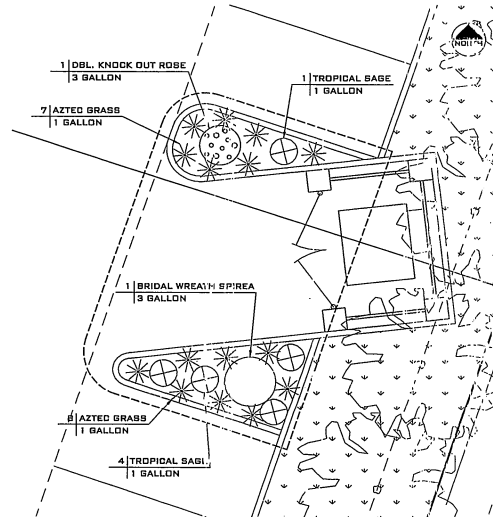 NORTH
1 DBL. KNOCK OUT ROSE
3 GALLON
1 TROPICAL SAGE
1 GALLON
7 AZTEC GRASS
1 GALLON
1 BRIDAL WREATH SPIREA
3 GALLON
8 AZTEC GRASS
1 GALLON
4 TROPICAL SAGE
1 GALLON